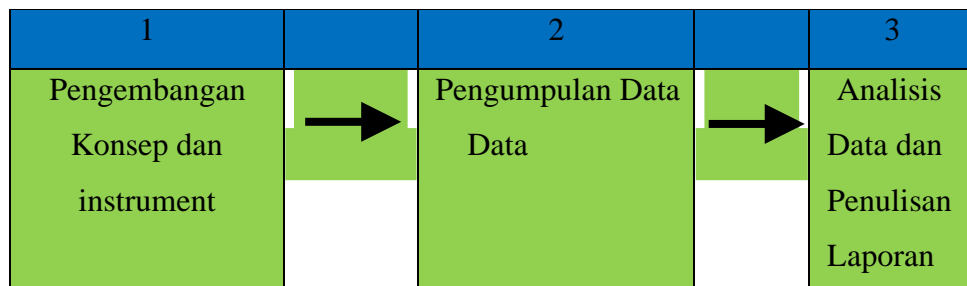 1
2
3
Pengembangan
Konsep dan
instrument
Pengumpulan Data
Data
Analisis
Data dan
Penulisan
Laporan